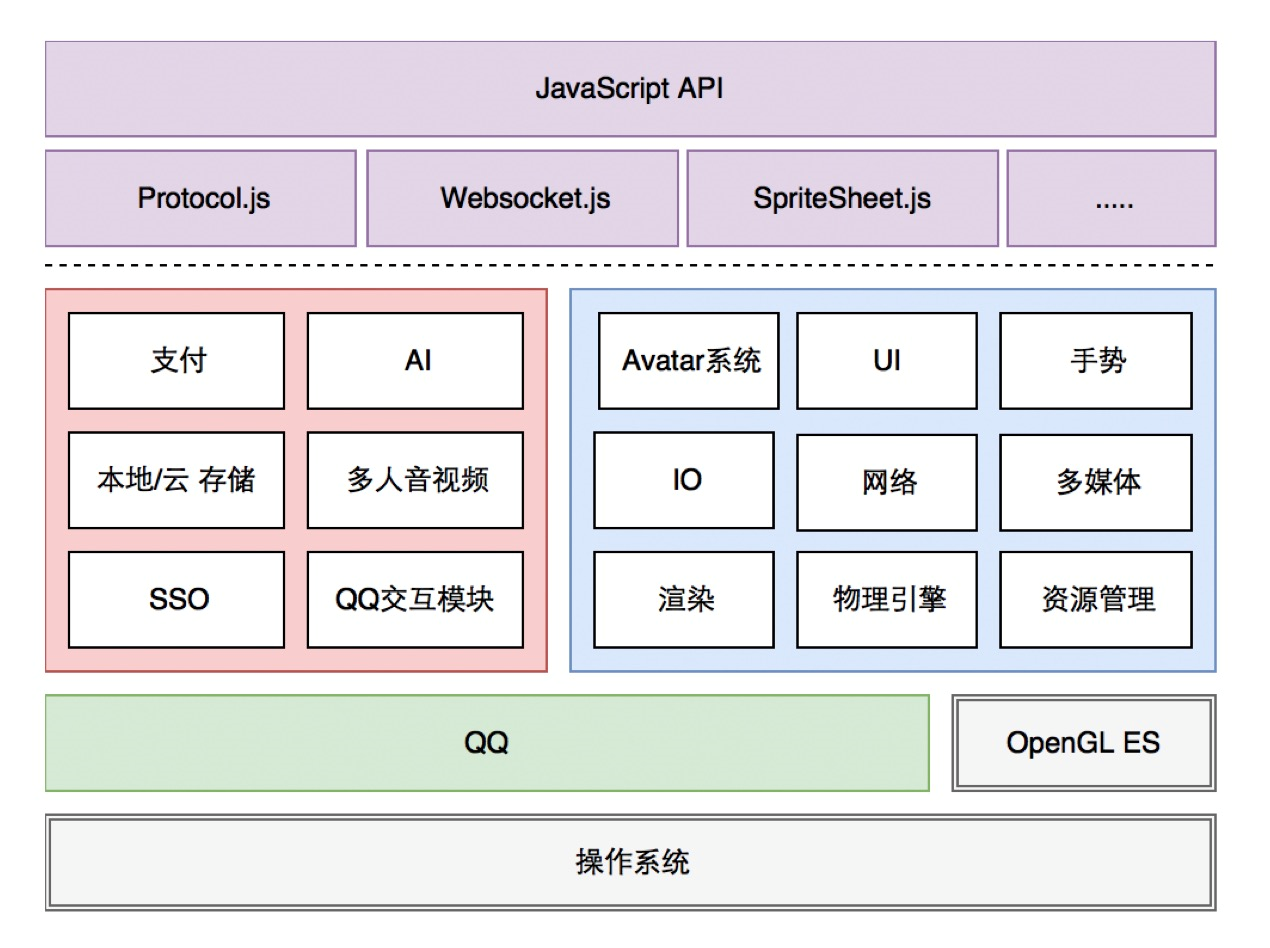 JavaScript API
Protocol.js
Websocket.js
SpriteSheet.js
.....
支付
AI
Avatar系统
UI
手势
本地/云 存储
多人音视频
IO
网络
多媒体
SSO
QQ交互模块
渲染
物理引擎
资源管理
QQ
OpenGL ES
操作系统